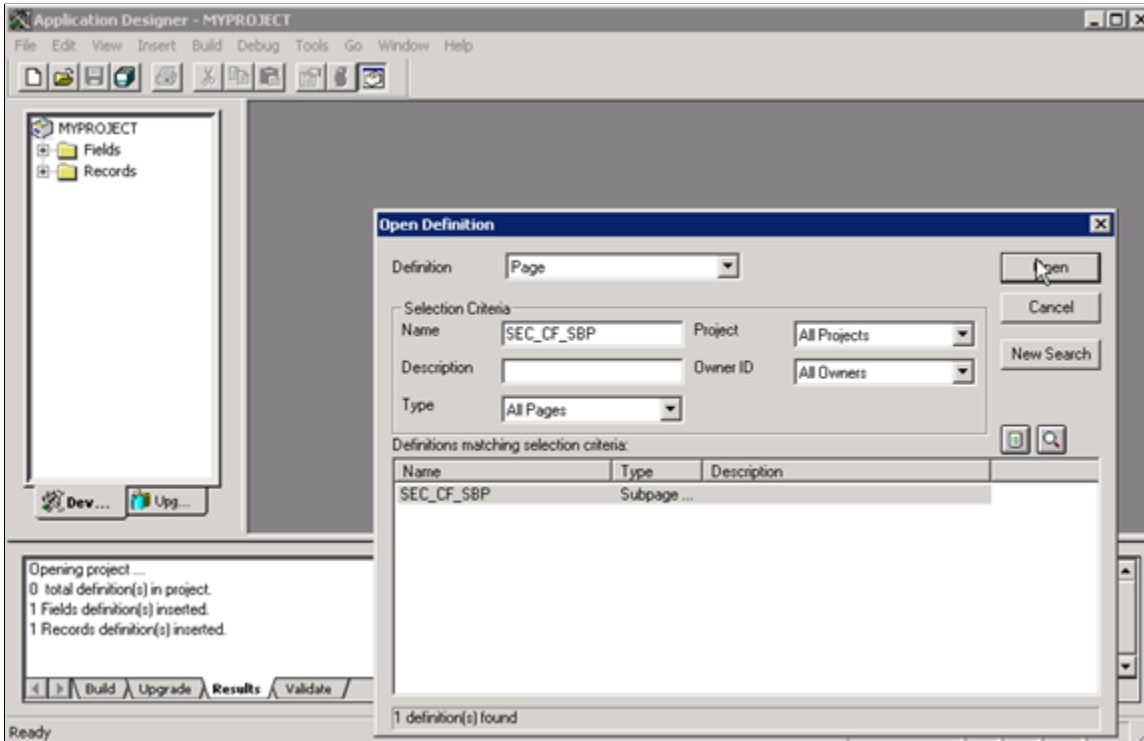 Application Designer - MYPROJECT
File Edit View Insert Build Debug Tools Go Window Help
MYPROJECT
Fields
Records
Dev...
Upg...
Open Definition
Definition Page Open
Selection Criteria Cancel
Name SEC_CF_SBP Project All Projects
New Search
Description Owner ID All Owners
Type All Pages
Definitions matching selection criteria:
Name Type Description
SEC_CF_SBP Subpage ...
1 definition(s) found
Opening project ...
0 total definition(s) in project.
1 Fields definition(s) inserted.
1 Records definition(s) inserted.
Build Upgrade Results Validate
Ready